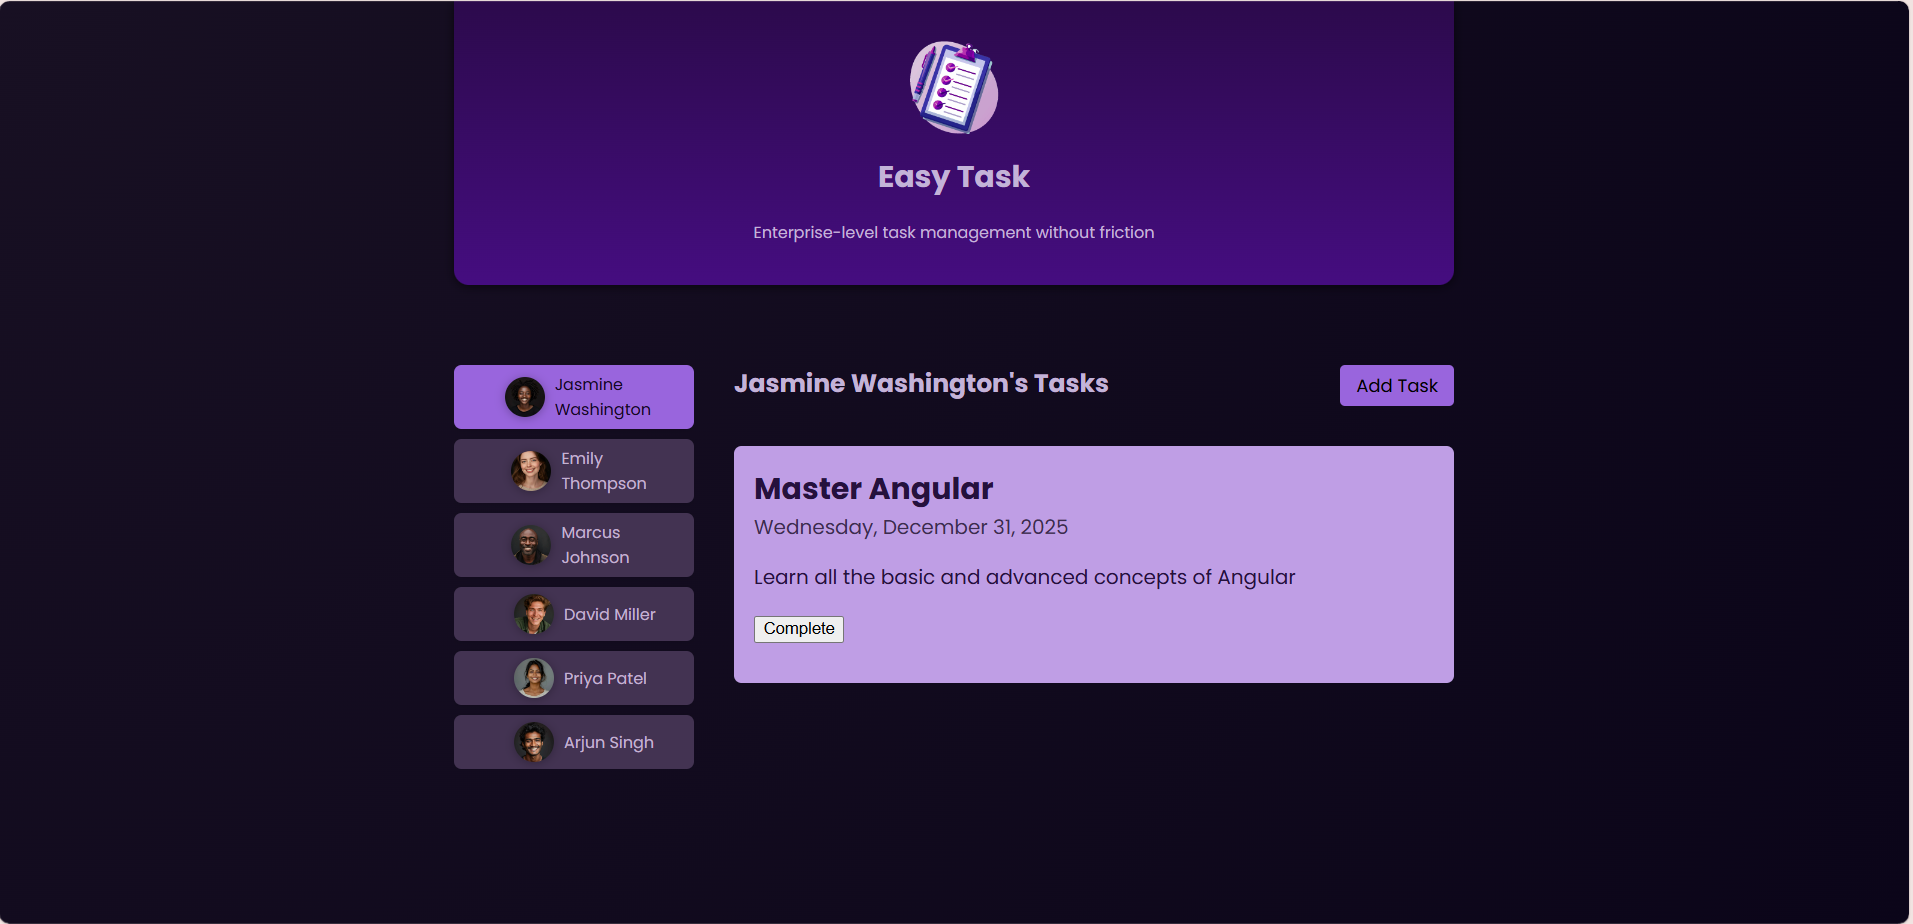 Easy Task
Enterprise-level task management without friction
Jasmine
Washington
Emily
Thompson
Marcus
Johnson
David Miller
Priya Patel
Arjun Singh
Jasmine Washington's Tasks
Add Task
Master Angular
Wednesday, December 31, 2025
Learn all the basic and advanced concepts of Angular
Complete